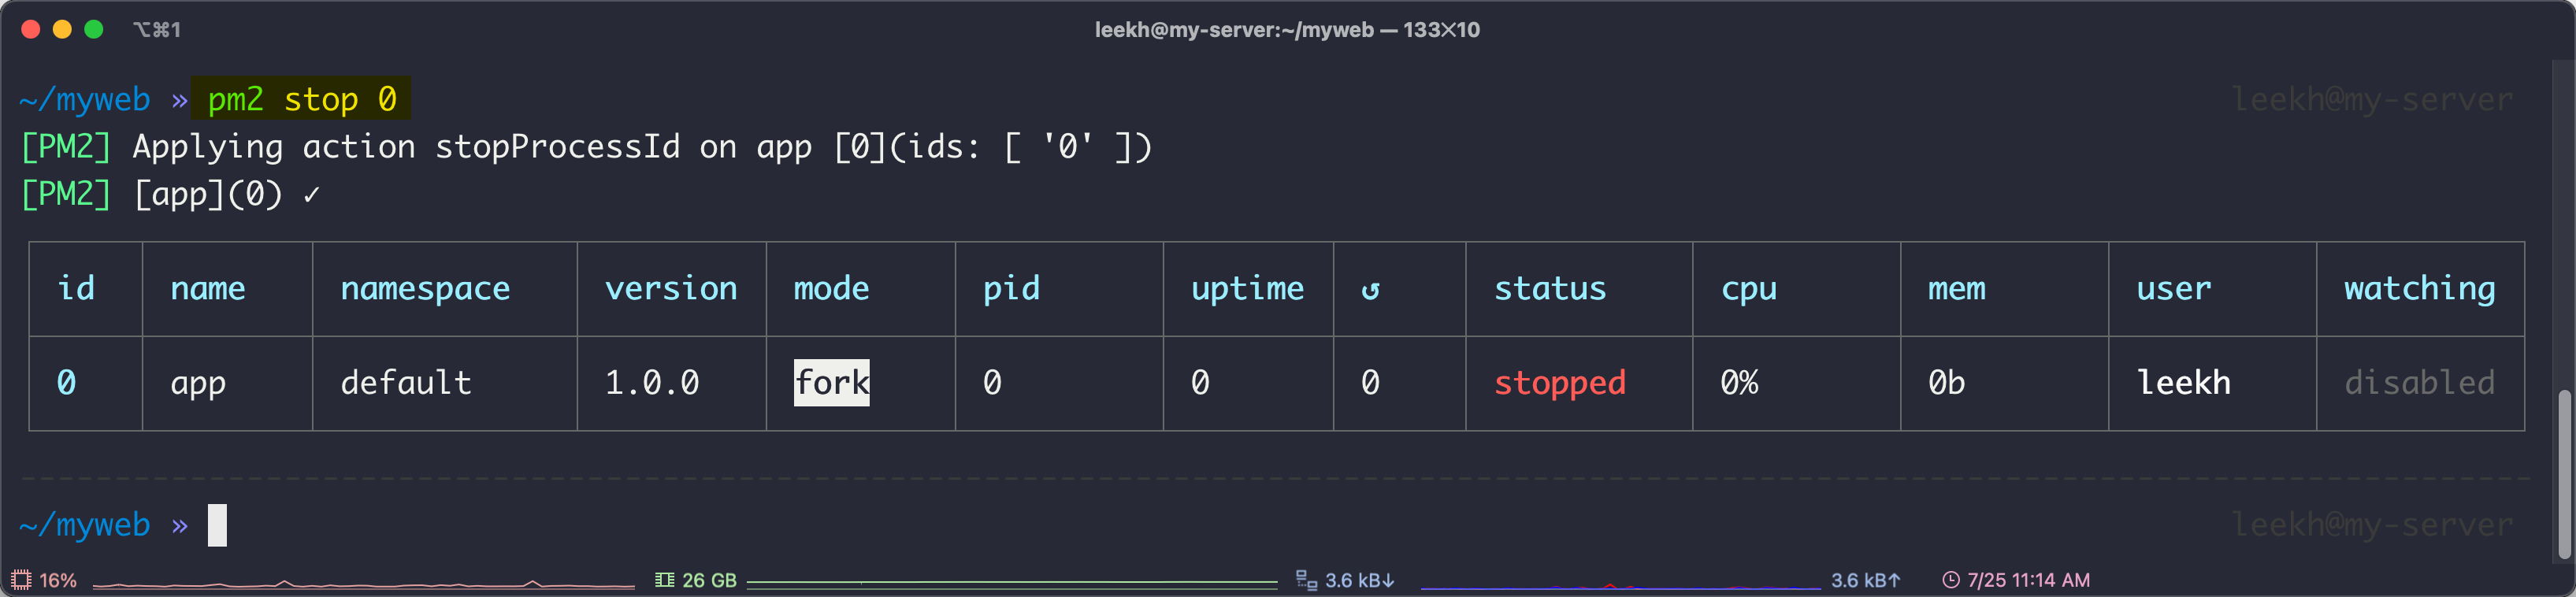 ⌥⌘1 leekh@my-server:~/myweb — 133✕10
~/myweb » pm2 stop 0 leekh@my-server
[PM2] Applying action stopProcessId on app [0](ids: [ '0' ])
[PM2] [app](0) ✓
id name namespace version mode pid uptime ↺ status cpu mem user watching
0 app default 1.0.0 fork 0 0 0 stopped 0% 0b leekh disabled
~/myweb » leekh@my-server
16% 26 GB 3.6 kB↓ 3.6 kB↑ 7/25 11:14 AM